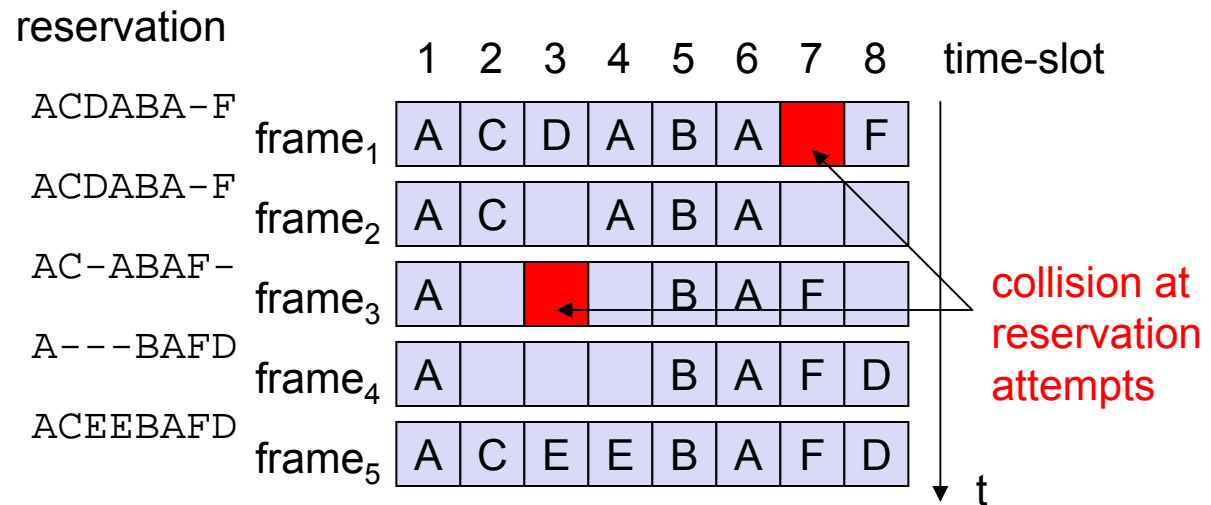 reservation
1 2 3 4 5 6 7 8 time-slot
ACDABA-F
frame₁ A C D A B A F
ACDABA-F
frame₂ A C A B A
AC-ABAF-
frame₃ A B A F
A---BAFD
frame₄ A B A F D
ACEEBAFD
frame₅ A C E E B A F D
collision at
reservation
attempts
t